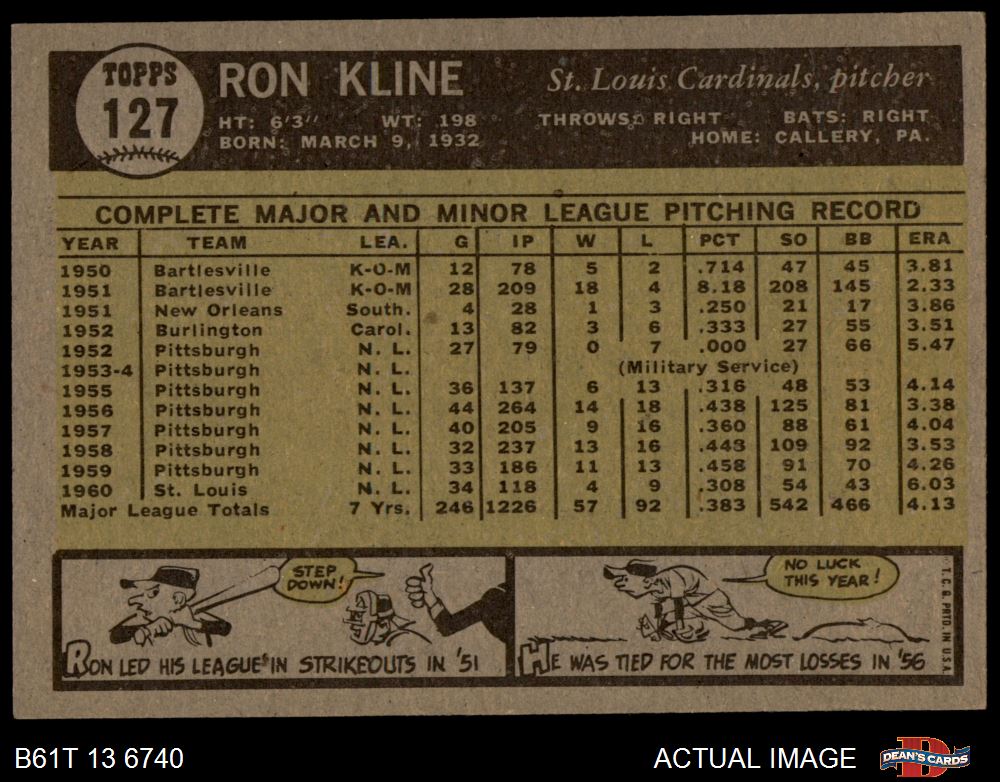 TOPPS
127
RON KLINE St. Louis Cardinals, pitcher
HT: 6'3" WT: 198 THROWS: RIGHT BATS: RIGHT
BORN: MARCH 9, 1932 HOME: CALLERY, PA.
COMPLETE MAJOR AND MINOR LEAGUE PITCHING RECORD
YEAR TEAM LEA. G IP W L PCT SO BB ERA
1950 Bartlesville K-O-M 12 78 5 2 .714 47 45 3.81
1951 Bartlesville K-O-M 28 209 18 4 8.18 208 145 2.33
1951 New Orleans South. 4 28 1 3 .250 21 17 3.86
1952 Burlington Carol. 13 82 3 6 .333 27 55 3.51
1952 Pittsburgh N. L. 27 79 0 7 .000 27 66 5.47
1953-4 Pittsburgh N. L. (Military Service)
1955 Pittsburgh N. L. 36 137 6 13 .316 48 53 4.14
1956 Pittsburgh N. L. 44 264 14 18 .438 125 81 3.38
1957 Pittsburgh N. L. 40 205 9 16 .360 88 61 4.04
1958 Pittsburgh N. L. 32 237 13 16 .448 109 92 3.53
1959 Pittsburgh N. L. 33 186 11 13 .458 91 70 4.26
1960 St. Louis N. L. 34 118 4 9 .308 54 43 6.03
Major League Totals 7 Yrs. 246 1226 57 92 .383 542 466 4.13
STEP
DOWN!
RON LED HIS LEAGUE IN STRIKEOUTS IN '51
NO LUCK
THIS YEAR!
HE WAS TIED FOR THE MOST LOSSES IN '56
T.C.G. PRTD. IN U.S.A.
B61T 13 6740 ACTUAL IMAGE
DEAN'S CARDS